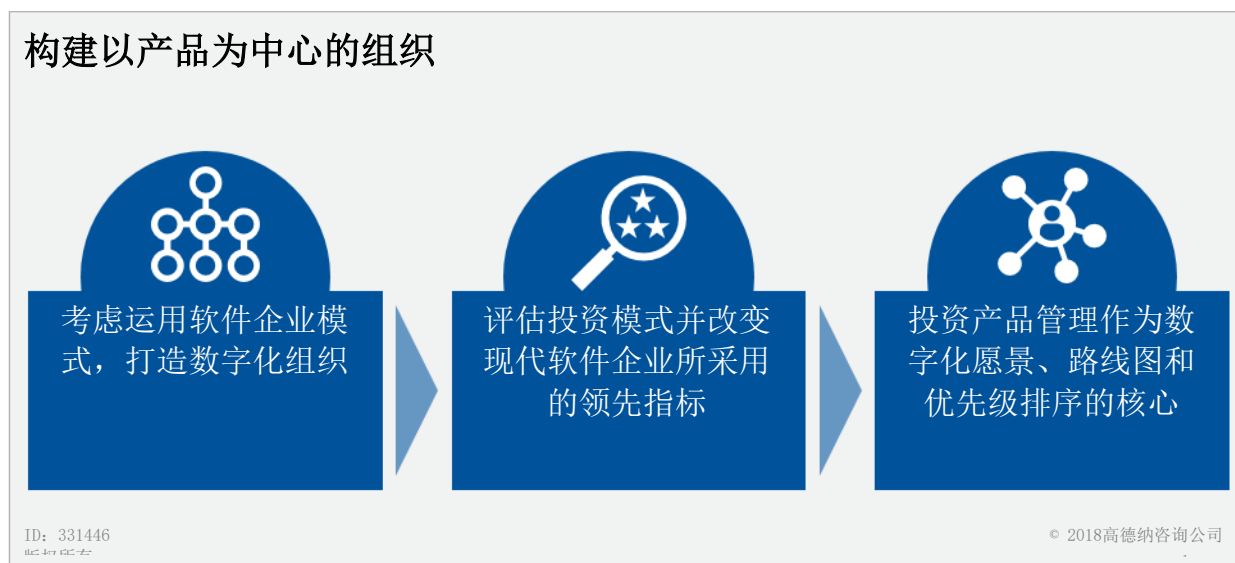 构建以产品为中心的组织
考虑运用软件企业模
式，打造数字化组织
评估投资模式并改变
现代软件企业所采用
的领先指标
投资产品管理作为数
字化愿景、路线图和
优先级排序的核心
ID: 331446
© 2018高德纳咨询公司
版权所有